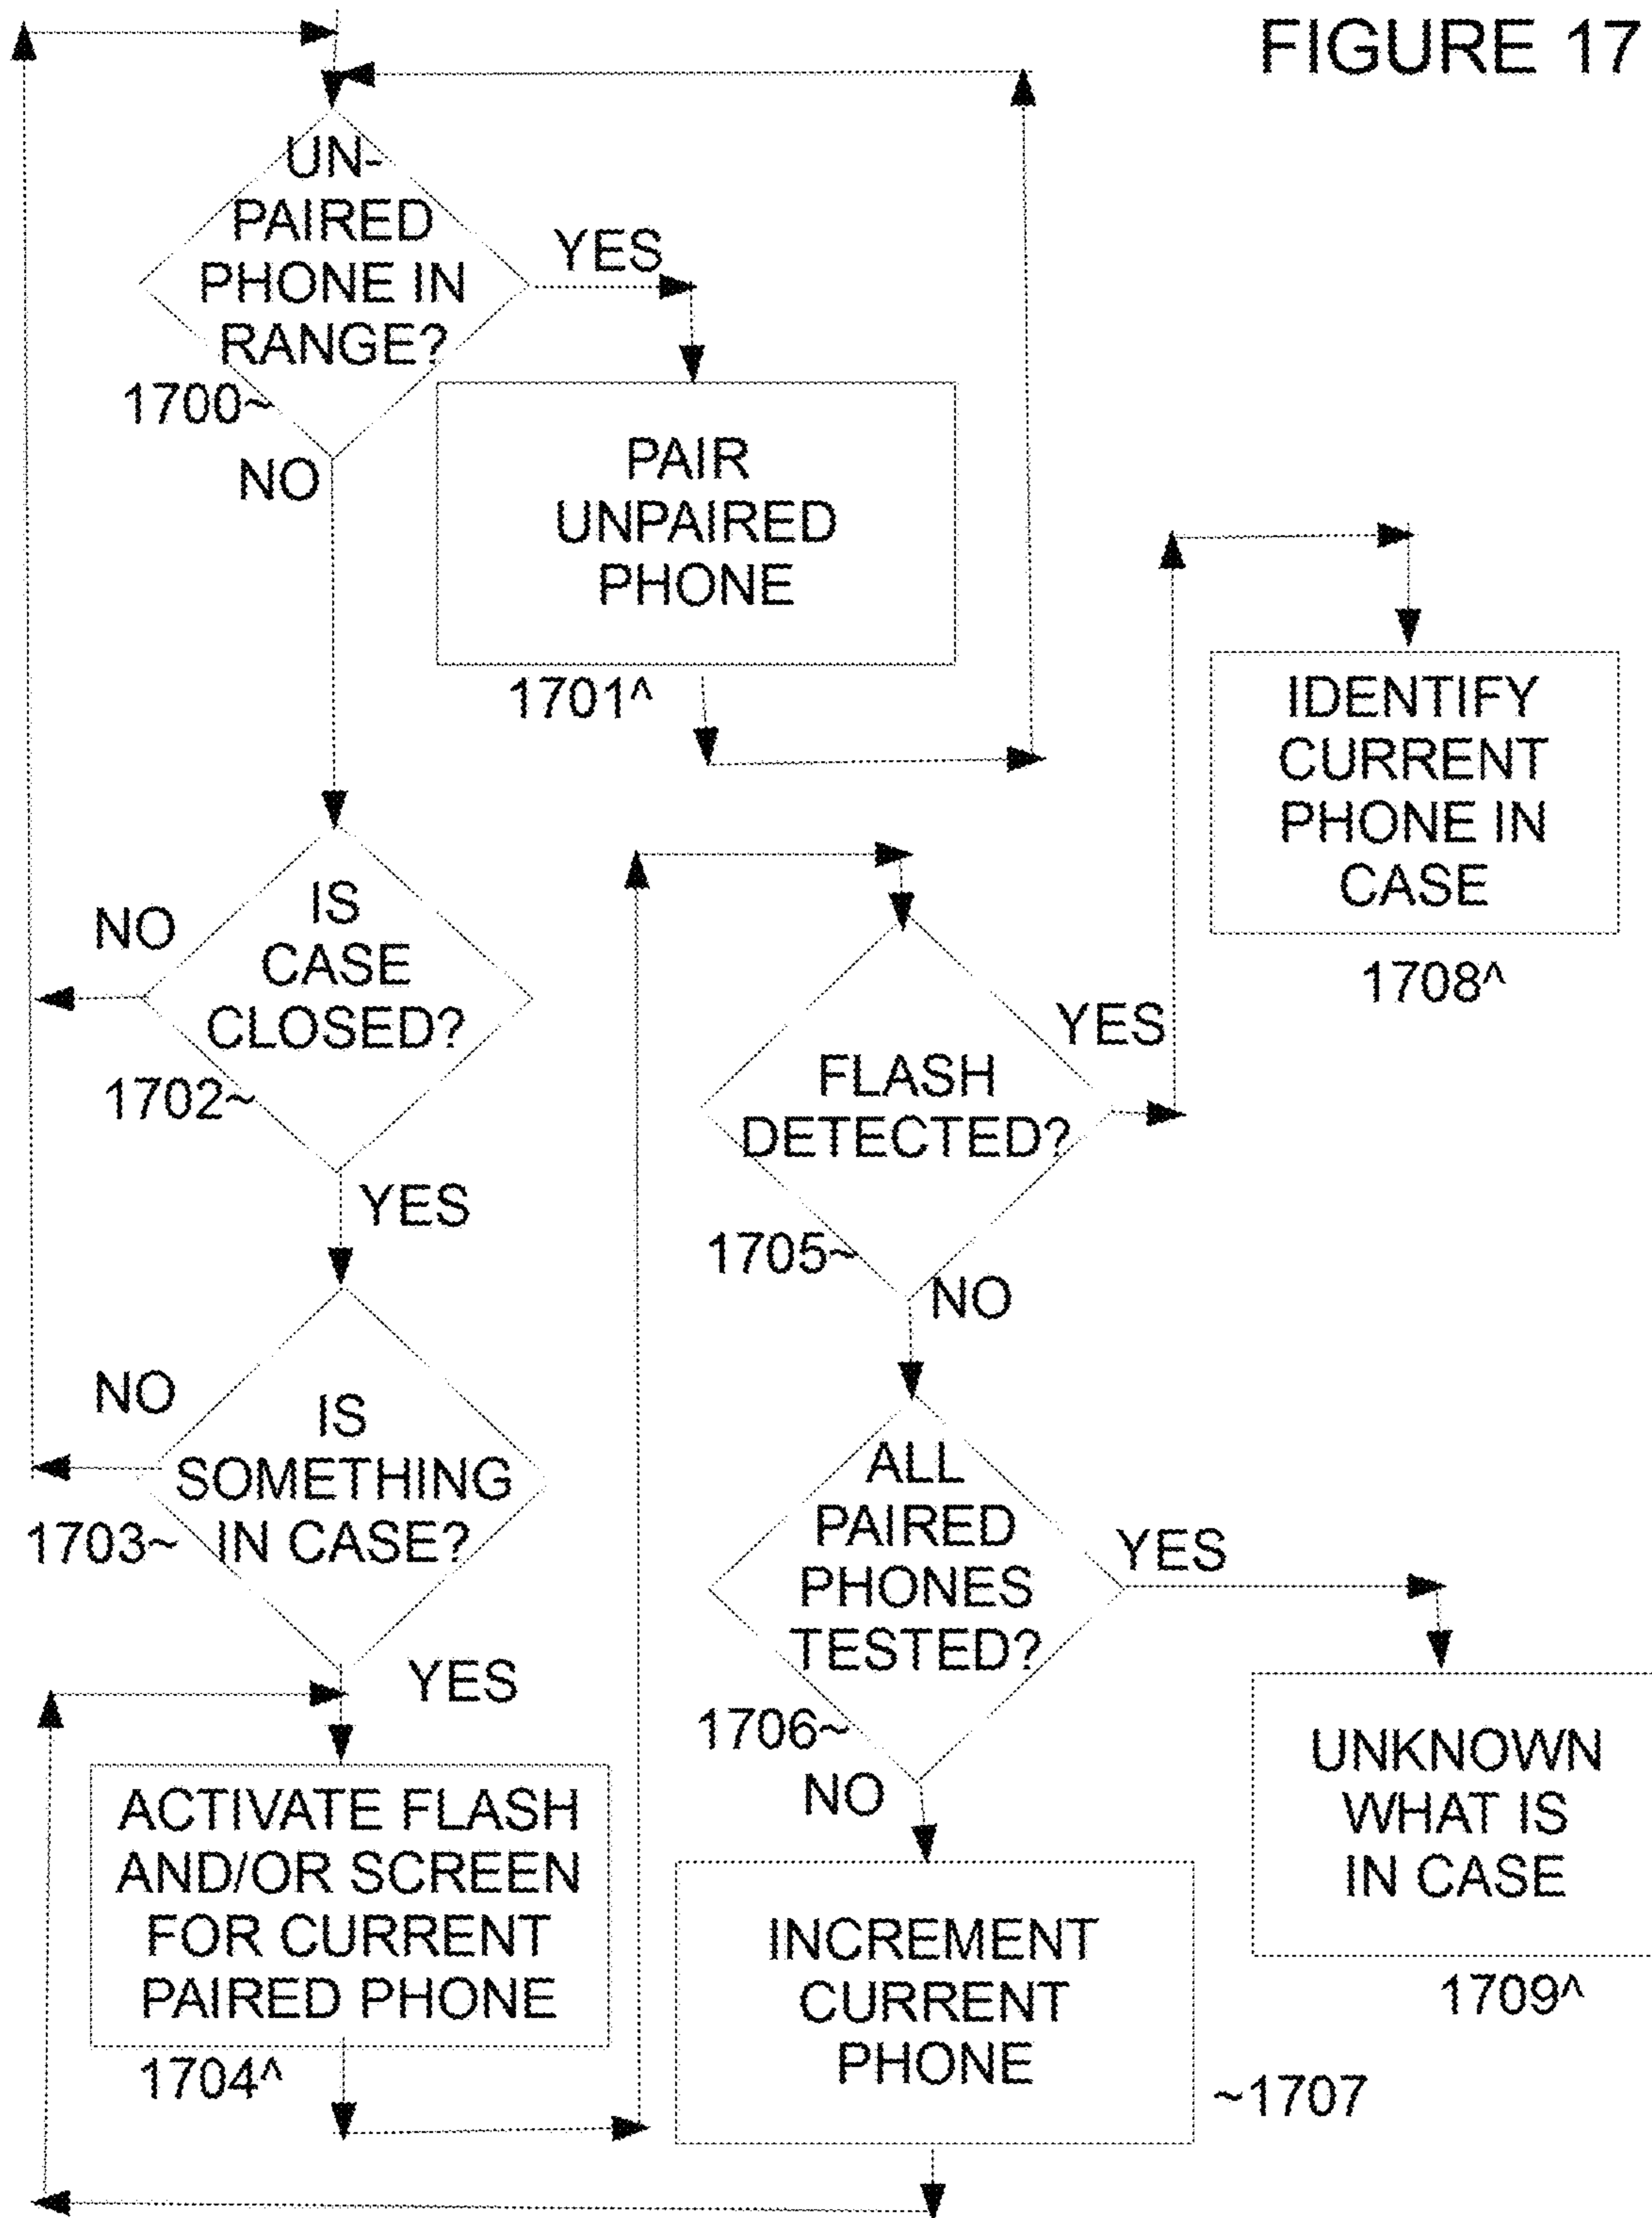 FIGURE 17
UN-
PAIRED
PHONE IN
RANGE?
1700~
YES
NO
PAIR
UNPAIRED
PHONE
1701^
IS
CASE
CLOSED?
NO
1702~
YES
IS
SOMETHING
IN CASE?
NO
1703~
YES
ACTIVATE FLASH
AND/OR SCREEN
FOR CURRENT
PAIRED PHONE
1704^
FLASH
DETECTED?
YES
1705~
NO
IDENTIFY
CURRENT
PHONE IN
CASE
1708^
ALL
PAIRED
PHONES
TESTED?
YES
1706~
NO
UNKNOWN
WHAT IS
IN CASE
1709^
INCREMENT
CURRENT
PHONE
~1707